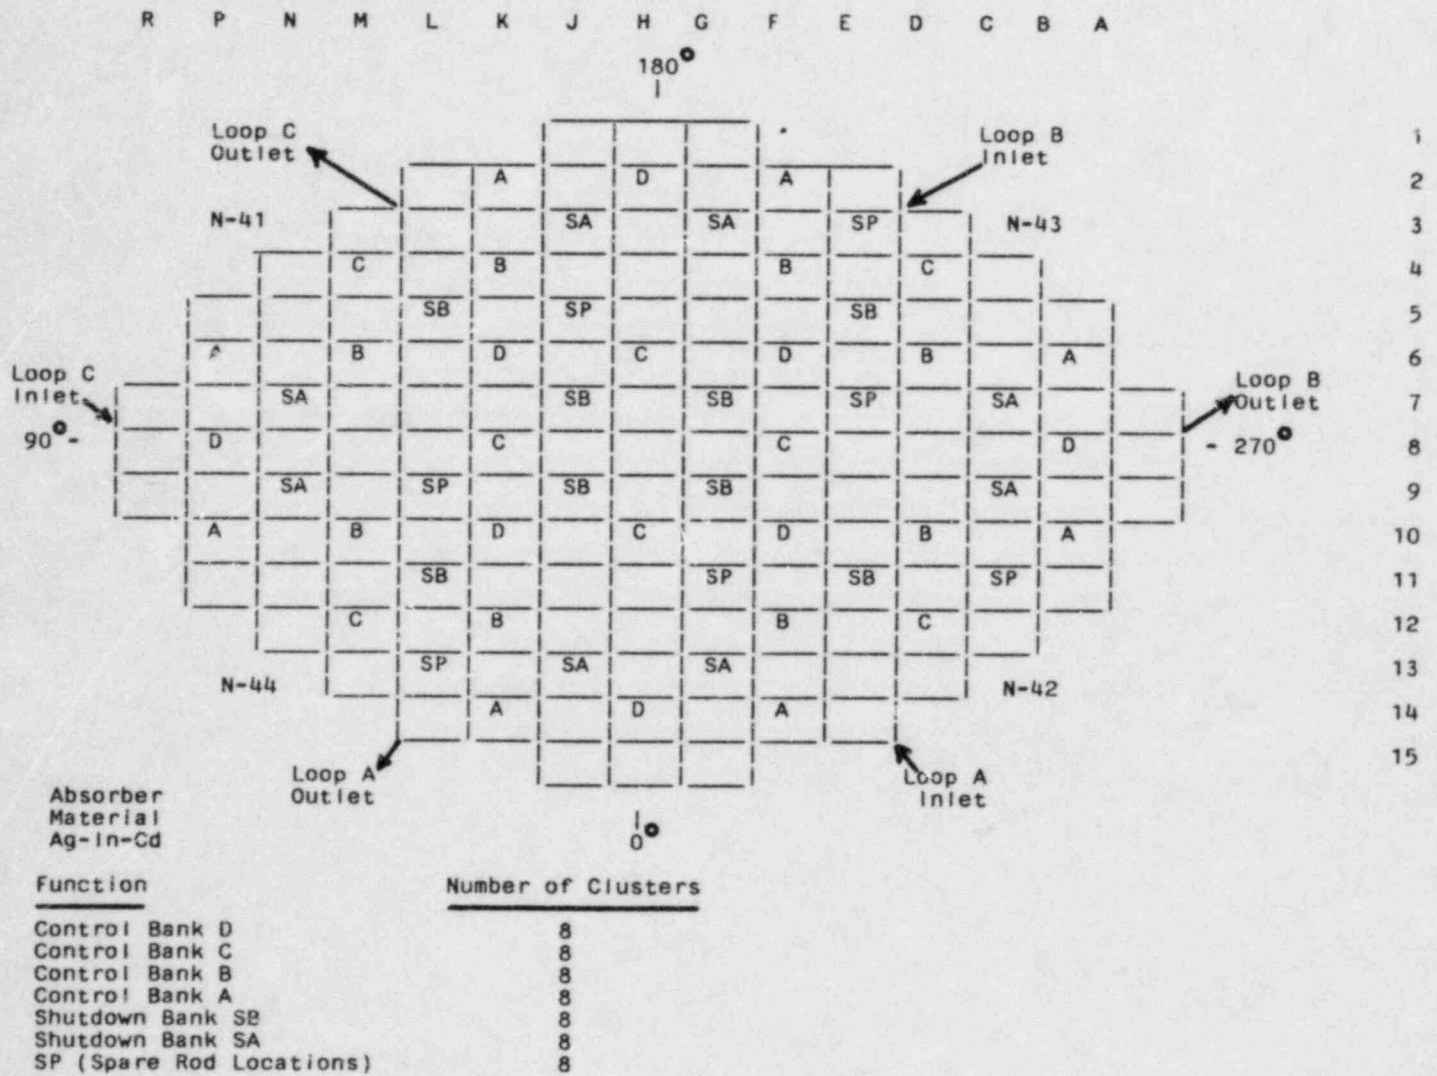 R P N M L K J H G F E D C B A
180°
Loop C
Outlet
Loop B
Inlet
1
A D A 2
N-41 SA SA SP N-43 3
C B B C 4
SB SP SB 5
A B D C D B A 6
Loop C
Inlet
SA SB SB SP SA 7
Loop B
Outlet
90° - D C C D - 270° 8
SA SP SB SB SA 9
A B D C D B A 10
SB SP SB SP 11
C B B C 12
SP SA SA 13
N-44 N-42
A D A 14
15
Loop A
Outlet
Loop A
Inlet
0°
Absorber
Material
Ag-In-Cd
Function Number of Clusters
Control Bank D 8
Control Bank C 8
Control Bank B 8
Control Bank A 8
Shutdown Bank SB 8
Shutdown Bank SA 8
SP (Spare Rod Locations) 8